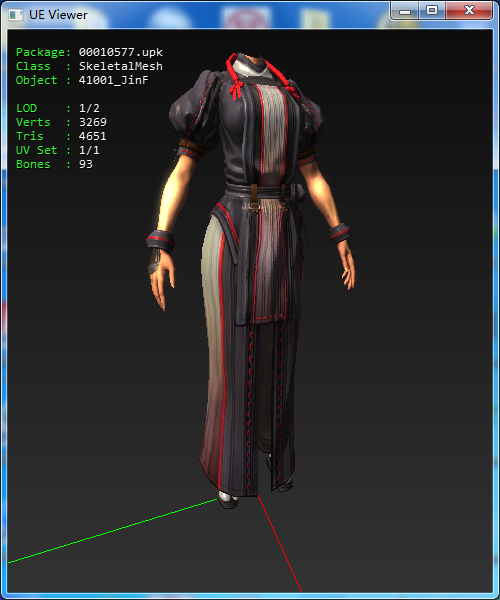 UE Viewer
Package: 00010577.upk
Class : SkeletalMesh
Object : 41001_JinF
LOD : 1/2
Verts : 3269
Tris : 4651
UV Set : 1/1
Bones : 93